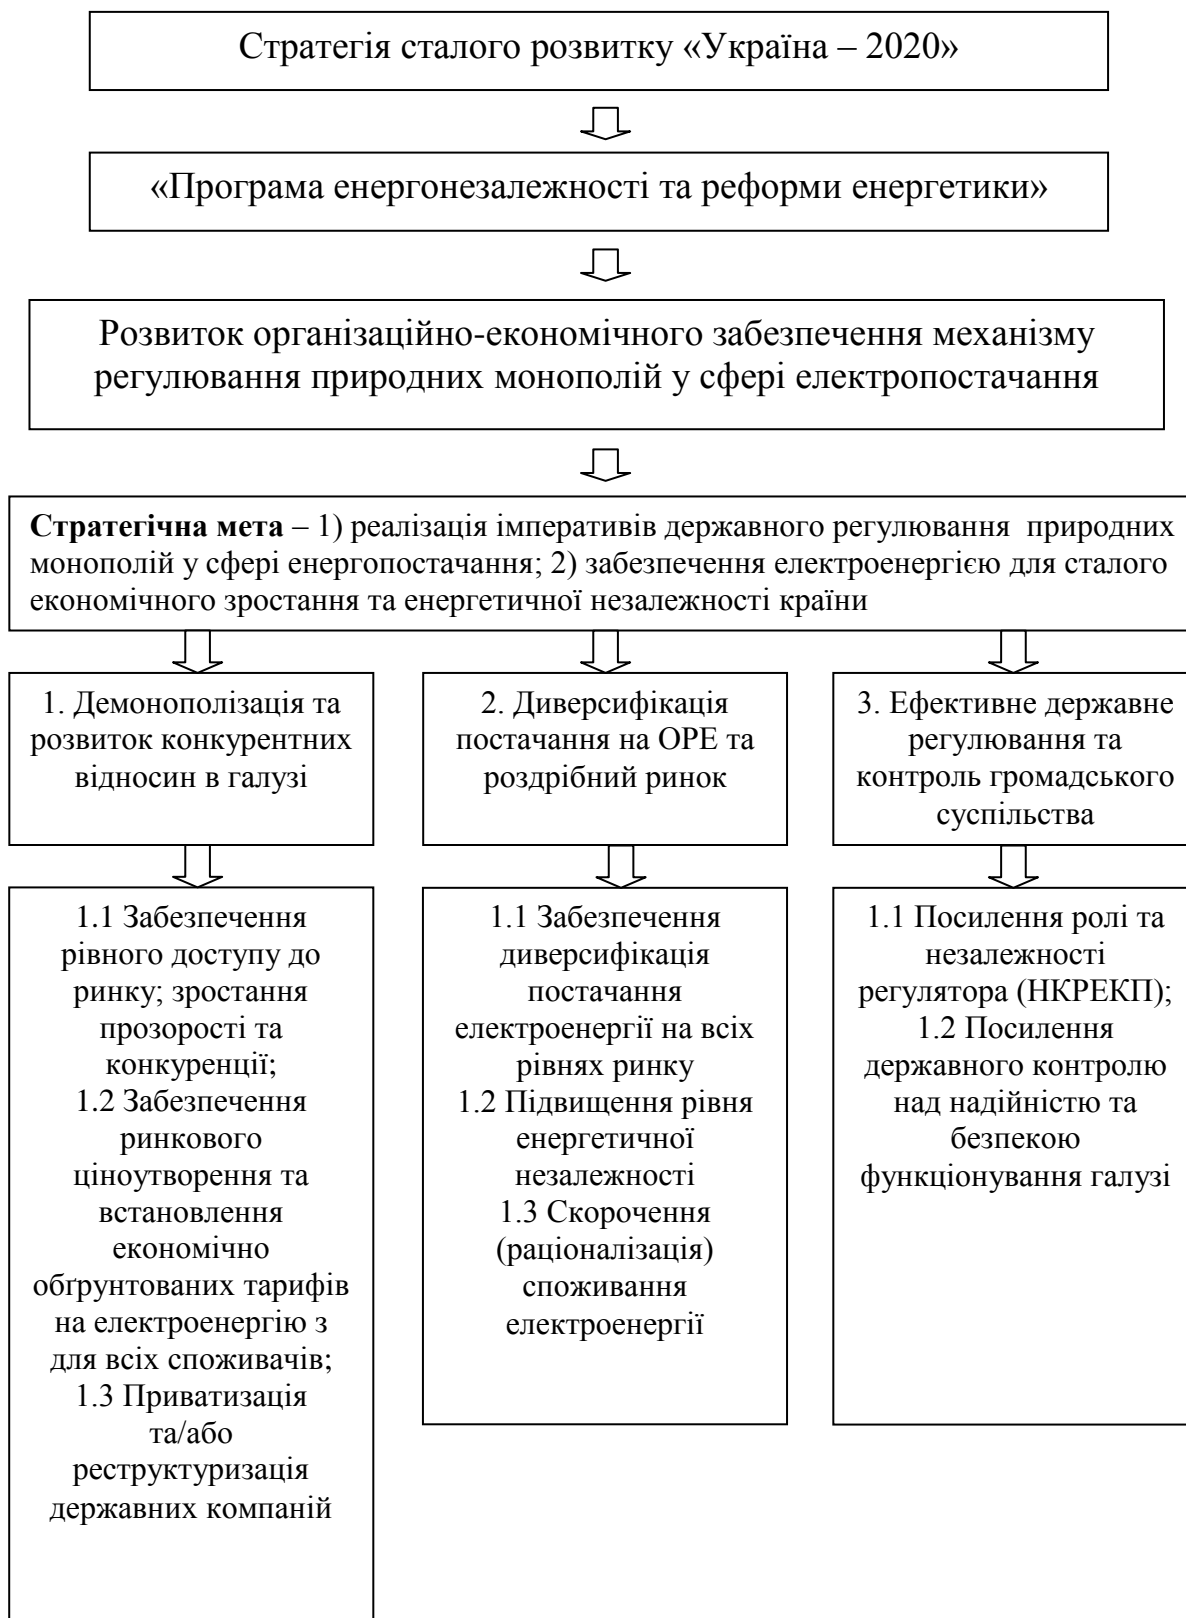 Стратегія сталого розвитку «Україна – 2020»
«Програма енергонезалежності та реформи енергетики»
Розвиток організаційно-економічного забезпечення механізму
регулювання природних монополій у сфері електропостачання
Стратегічна мета – 1) реалізація імперативів державного регулювання природних
монополій у сфері енергопостачання; 2) забезпечення електроенергією для сталого
економічного зростання та енергетичної незалежності країни
1. Демонополізація та
розвиток конкурентних
відносин в галузі
2. Диверсифікація
постачання на ОРЕ та
роздрібний ринок
3. Ефективне державне
регулювання та
контроль громадського
суспільства
1.1 Забезпечення
рівного доступу до
ринку; зростання
прозорості та
конкуренції;
1.2 Забезпечення
ринкового
ціноутворення та
встановлення
економічно
обґрунтованих тарифів
на електроенергію з
для всіх споживачів;
1.3 Приватизація
та/або
реструктуризація
державних компаній
1.1 Забезпечення
диверсифікація
постачання
електроенергії на всіх
рівнях ринку
1.2 Підвищення рівня
енергетичної
незалежності
1.3 Скорочення
(раціоналізація)
споживання
електроенергії
1.1 Посилення ролі та
незалежності
регулятора (НКРЕКП);
1.2 Посилення
державного контролю
над надійністю та
безпекою
функціонування галузі